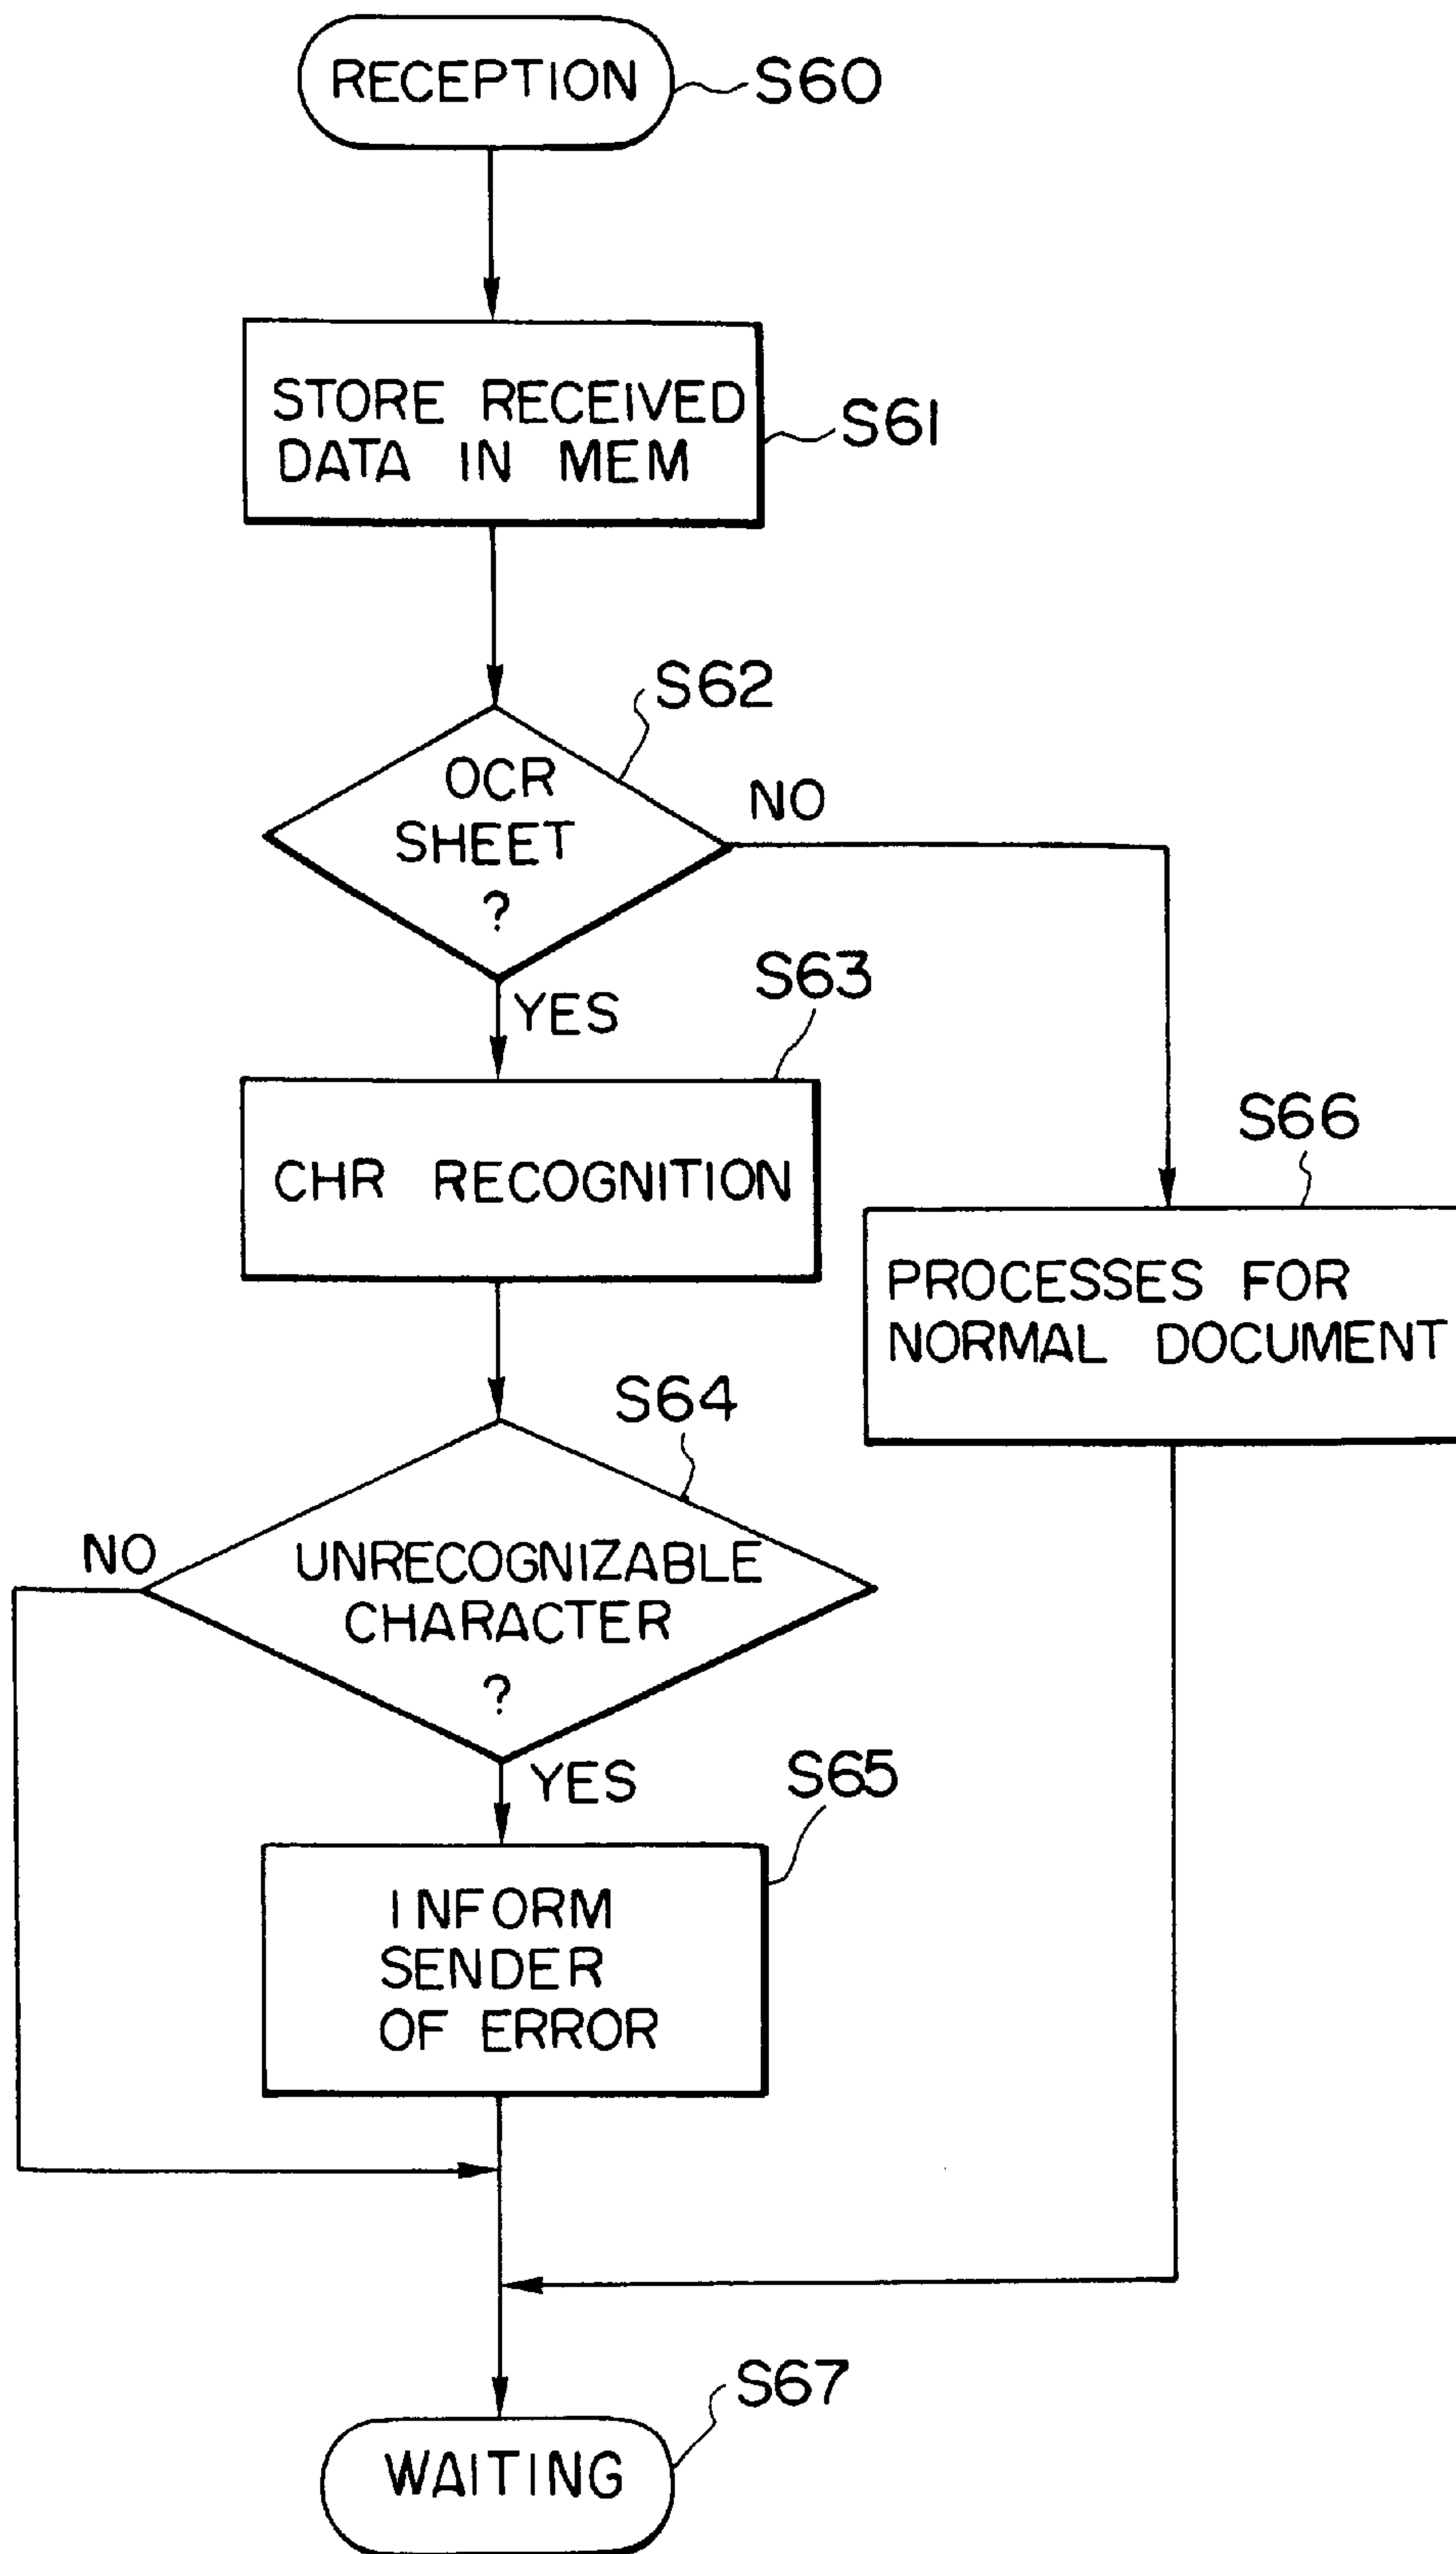 RECEPTION
S60
STORE RECEIVED
DATA IN MEM
S61
S62
OCR
SHEET
?
NO
YES
S63
CHR RECOGNITION
S66
PROCESSES FOR
NORMAL DOCUMENT
S64
NO
UNRECOGNIZABLE
CHARACTER
?
YES
S65
INFORM
SENDER
OF ERROR
S67
WAITING